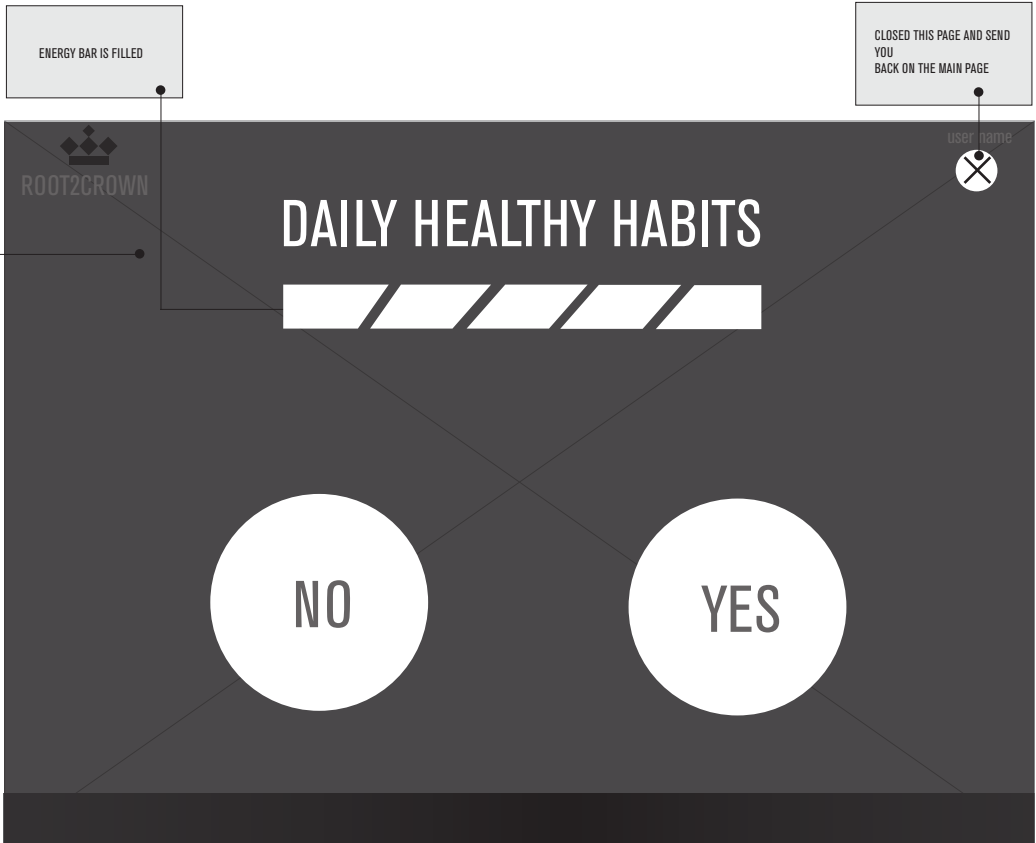 ENERGY BAR IS FILLED
CLOSED THIS PAGE AND SEND
YOU
BACK ON THE MAIN PAGE
user name
ROOT2CROWN
DAILY HEALTHY HABITS
NO
YES